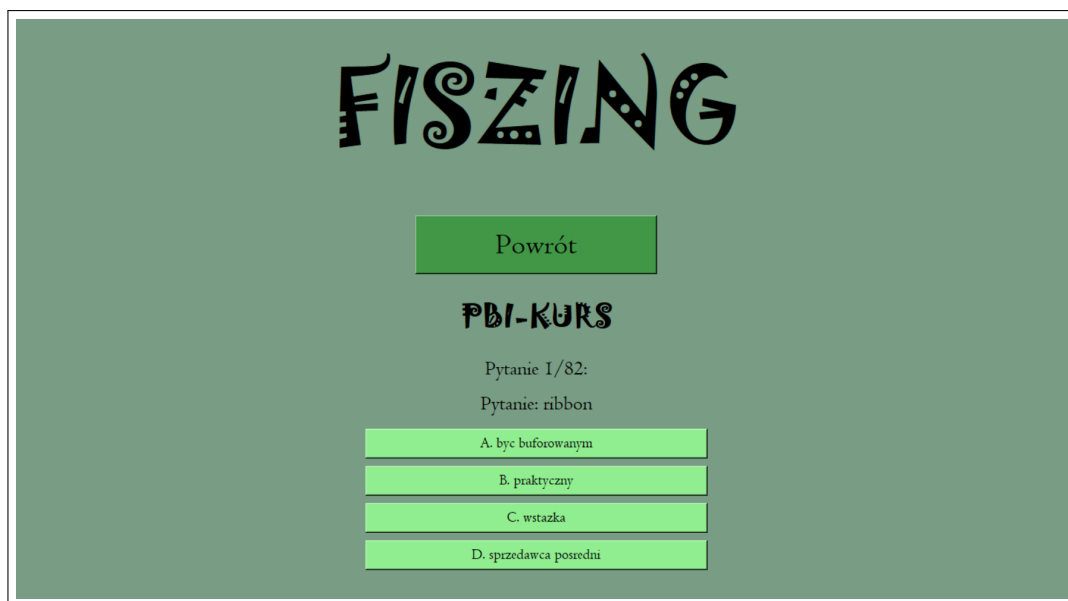 FISZING
Powrót
PBI-KURS
Pytanie 1/82:
Pytanie: ribbon
A. byc buforowanym
B. praktyczny
C. wstazka
D. sprzedawca posredni